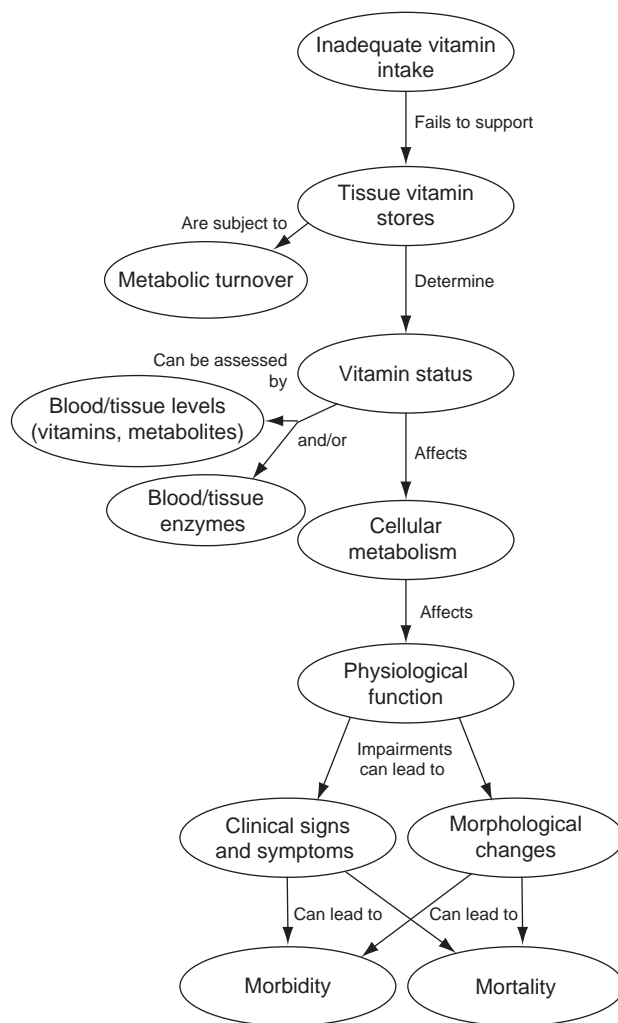 Inadequate vitamin
intake
Fails to support
Tissue vitamin
stores
Are subject to
Metabolic turnover
Determine
Can be assessed
by
Vitamin status
Blood/tissue levels
(vitamins, metabolites)
and/or
Affects
Blood/tissue
enzymes
Cellular
metabolism
Affects
Physiological
function
Impairments
can lead to
Clinical signs
and symptoms
Morphological
changes
Can lead to
Can lead to
Morbidity
Mortality